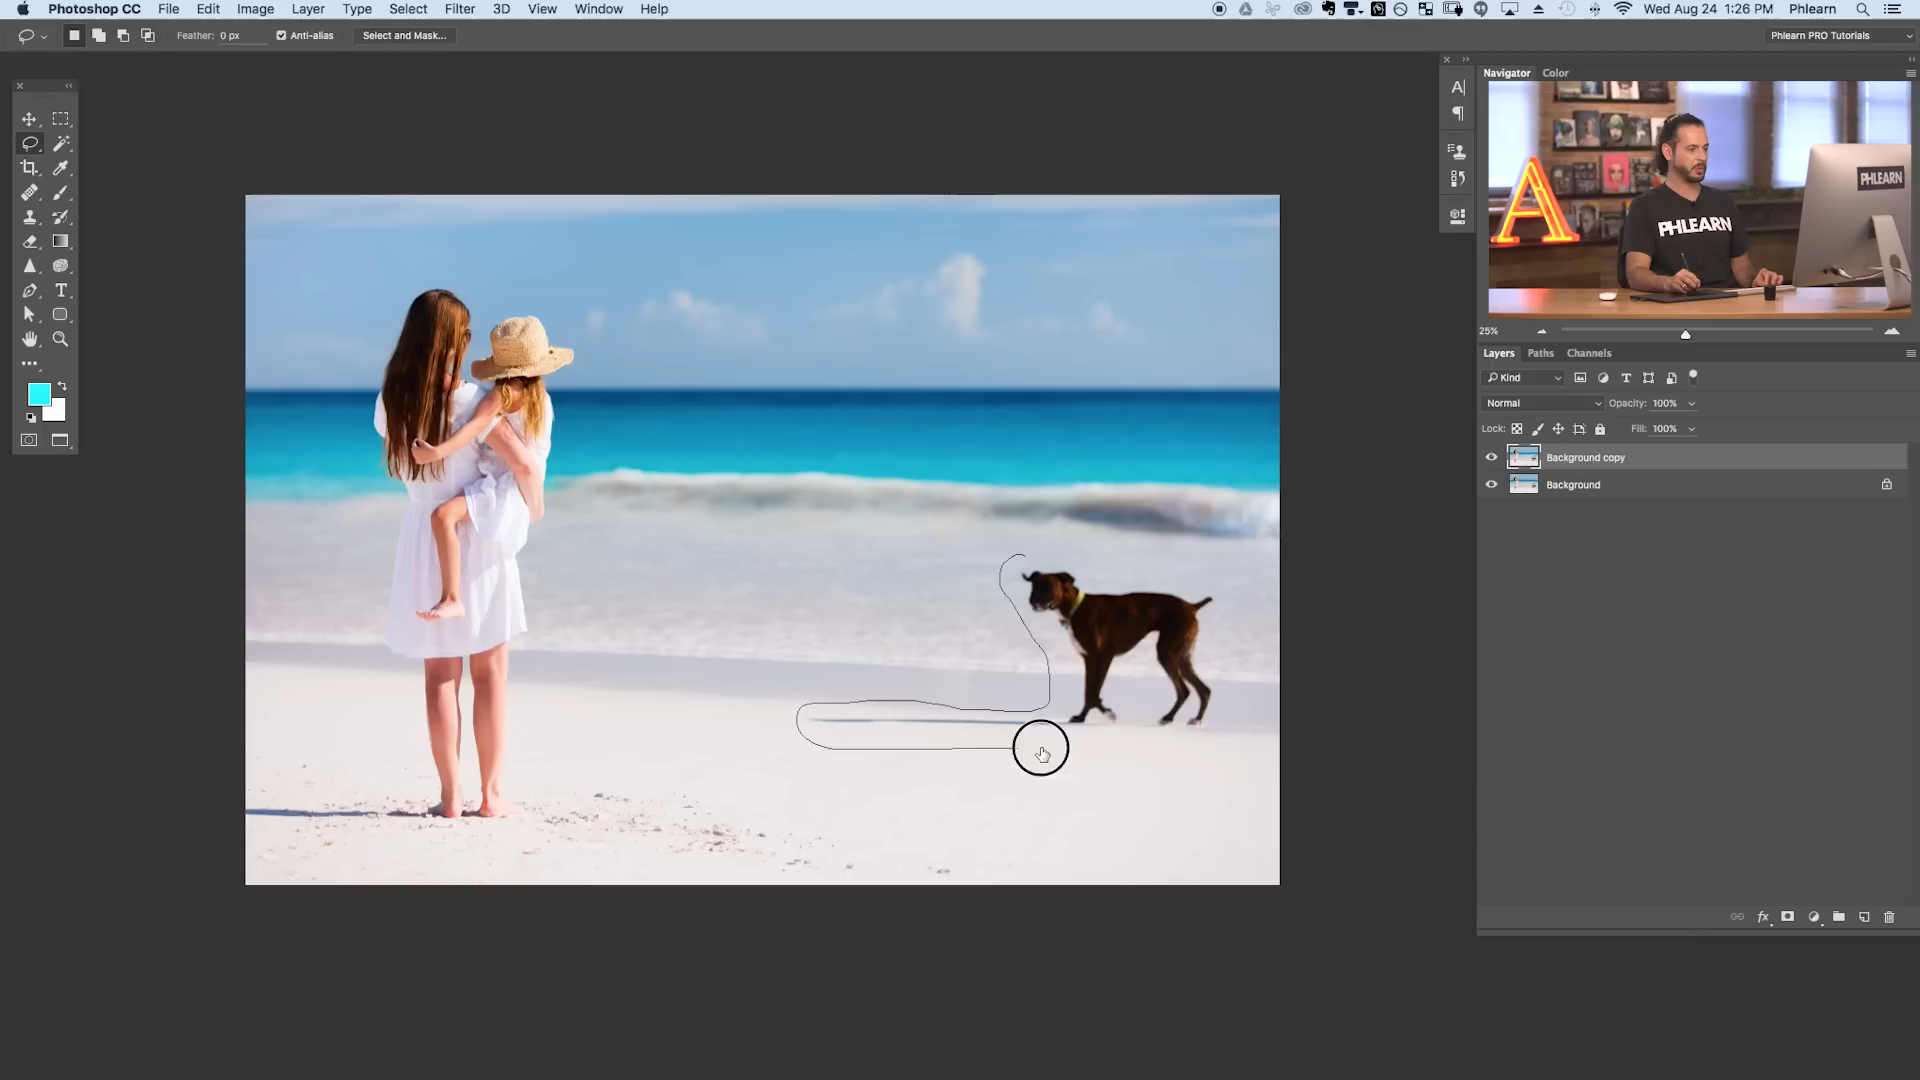 Photoshop CC File Edit Image Layer Type Select Filter 3D View Window Help Wed Aug 24 1:26 PM Phlearn
Feather: 0 px Anti-alias Select and Mask... Phlearn PRO Tutorials
Navigator Color
PHLEARN
PHLEARN
A
25%
Layers Paths Channels
Kind
Normal Opacity: 100%
Lock: Fill: 100%
Background copy
Background
fx